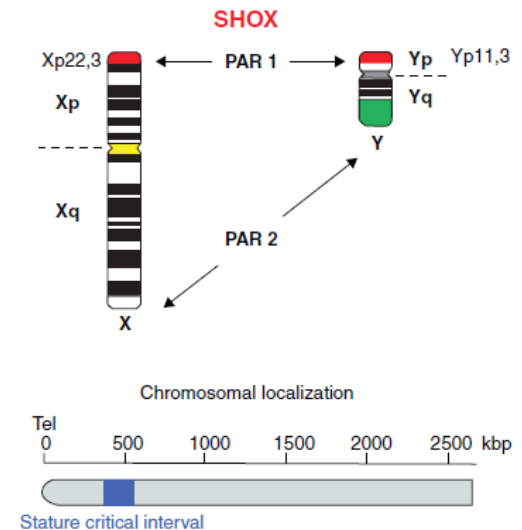 SHOX
Xp22,3 PAR 1 Yp Yp11,3
Xp Yq
Y
Xq
PAR 2
X
Chromosomal localization
Tel
0 500 1000 1500 2000 2500 kbp
Stature critical interval